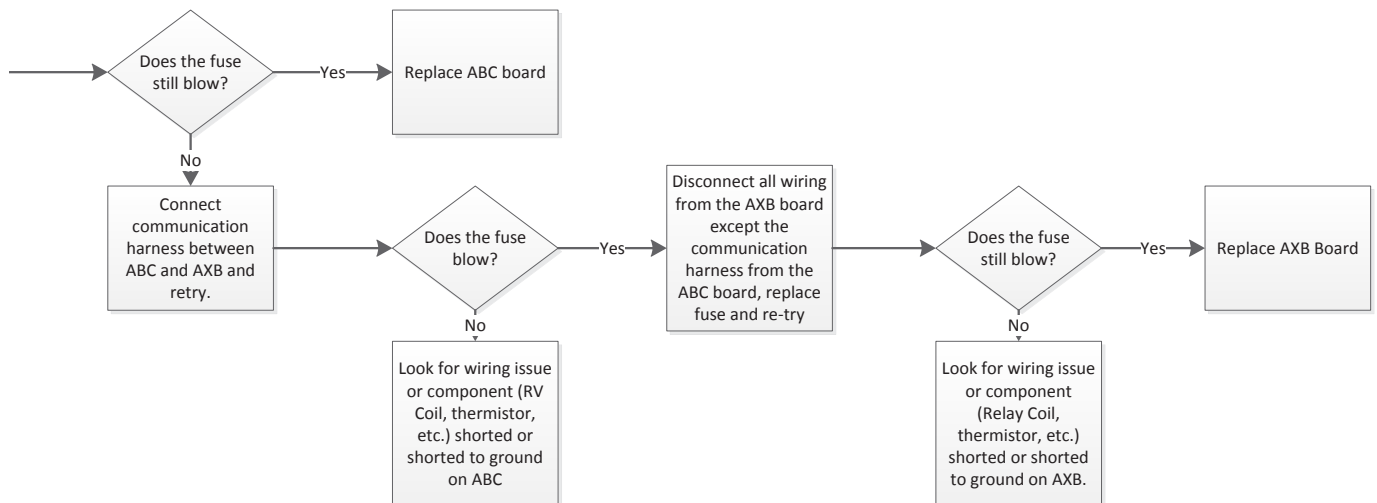 Does the fuse
still blow?
Yes
Replace ABC board
No
Connect
communication
harness between
ABC and AXB and
retry.
Does the fuse
blow?
Yes
Disconnect all wiring
from the AXB board
except the
communication
harness from the
ABC board, replace
fuse and re-try
Does the fuse
still blow?
Yes
Replace AXB Board
No
Look for wiring issue
or component (RV
Coil, thermistor,
etc.) shorted or
shorted to ground
on ABC
No
Look for wiring issue
or component
(Relay Coil,
thermistor, etc.)
shorted or shorted
to ground on AXB.